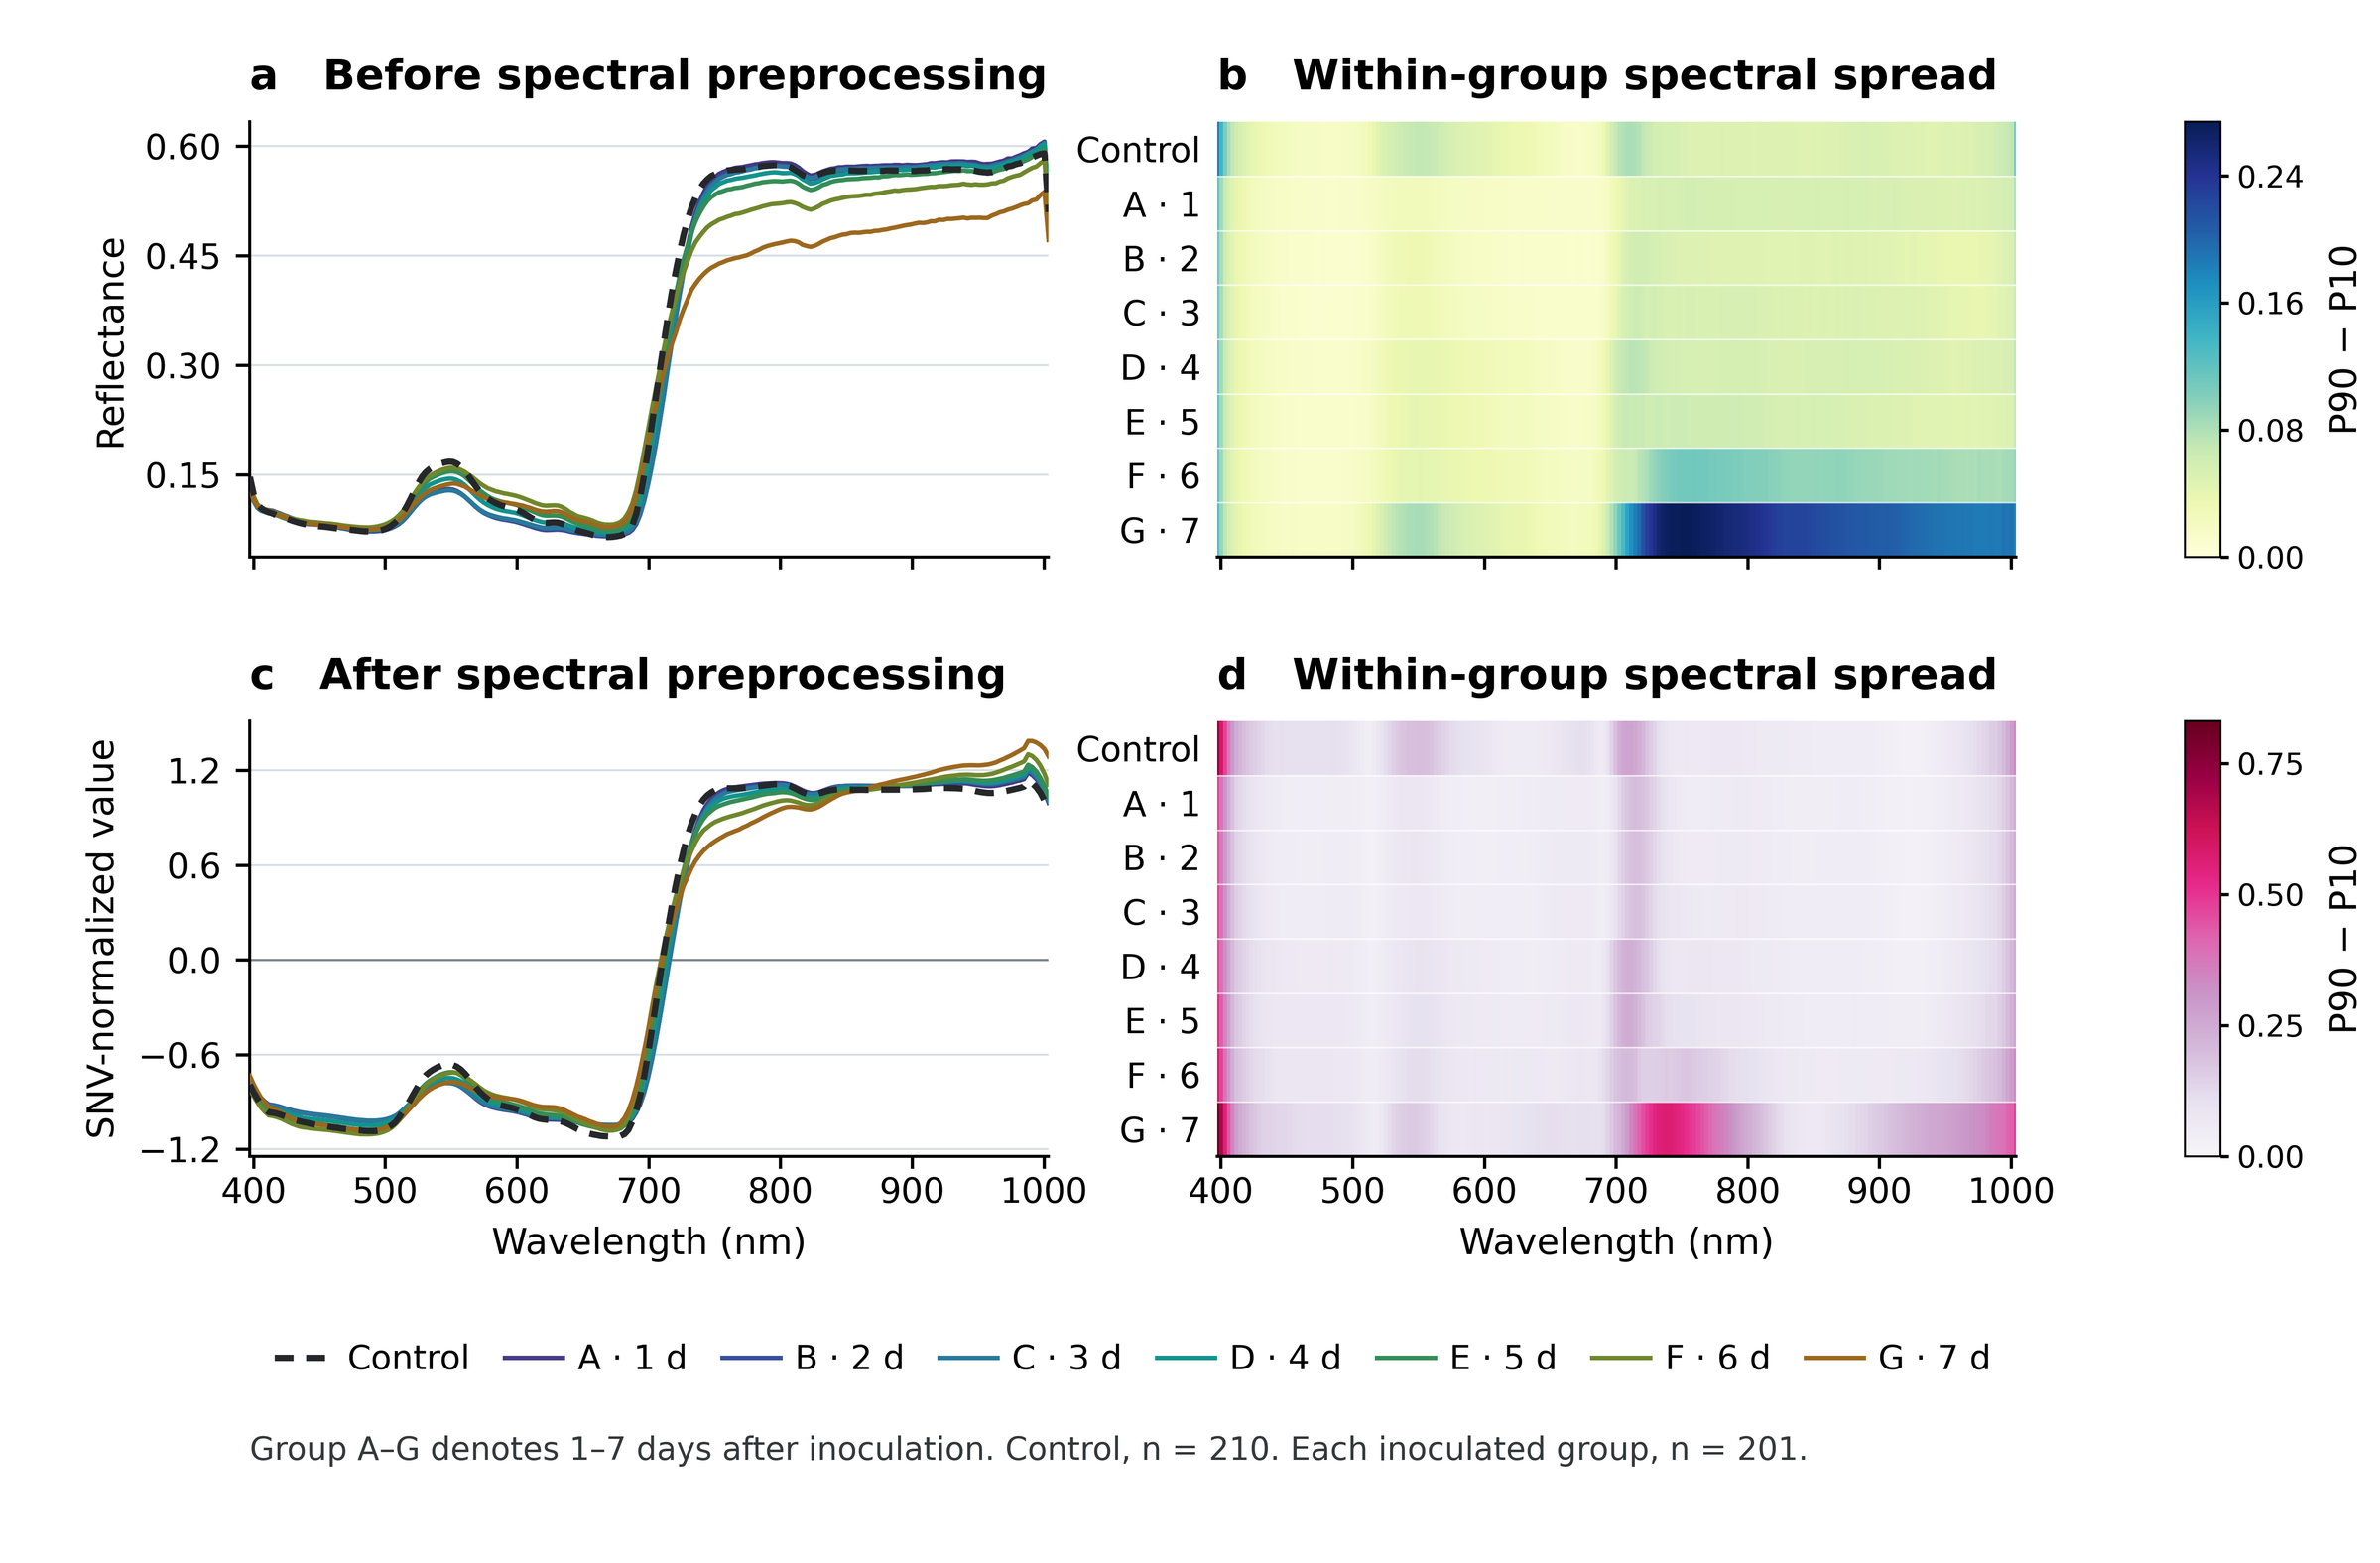 a Before spectral preprocessing
Reflectance
0.60
0.45
0.30
0.15
b Within-group spectral spread
Control
A · 1
B · 2
C · 3
D · 4
E · 5
F · 6
G · 7
0.24
0.16
0.08
0.00
P90 − P10
c After spectral preprocessing
SNV-normalized value
1.2
0.6
0.0
−0.6
−1.2
400 500 600 700 800 900 1000
Wavelength (nm)
d Within-group spectral spread
Control
A · 1
B · 2
C · 3
D · 4
E · 5
F · 6
G · 7
400 500 600 700 800 900 1000
Wavelength (nm)
0.75
0.50
0.25
0.00
P90 − P10
Control A · 1 d B · 2 d C · 3 d D · 4 d E · 5 d F · 6 d G · 7 d
Group A–G denotes 1–7 days after inoculation. Control, n = 210. Each inoculated group, n = 201.